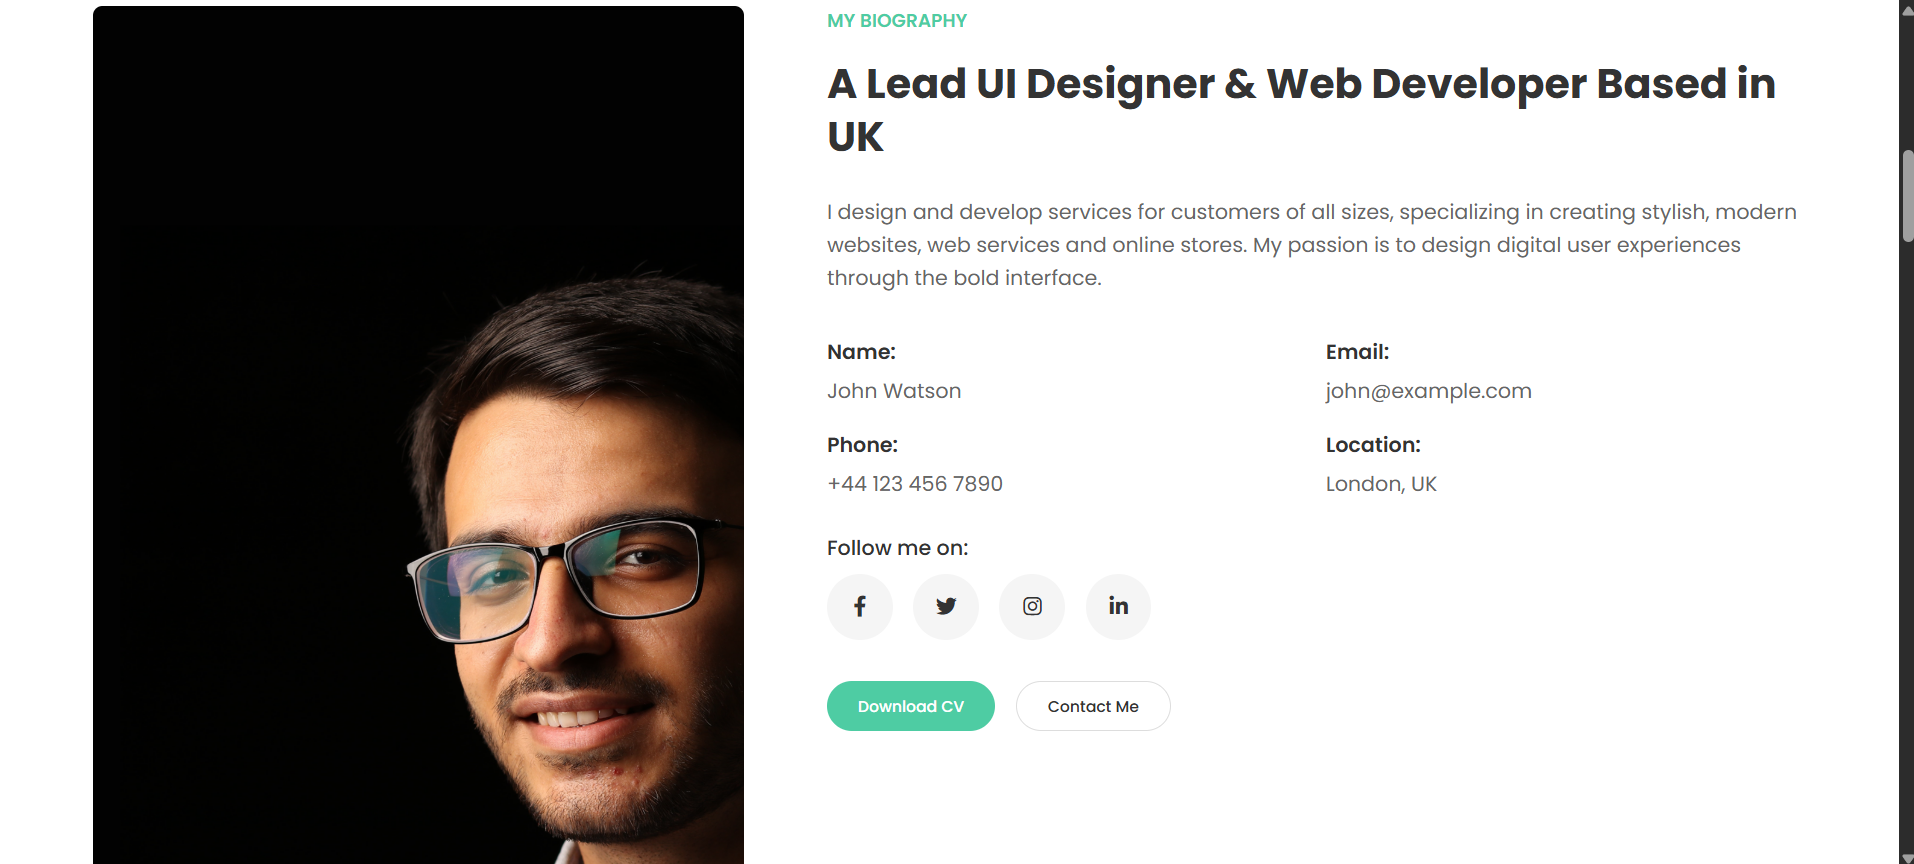 MY BIOGRAPHY
A Lead UI Designer & Web Developer Based in
UK
I design and develop services for customers of all sizes, specializing in creating stylish, modern
websites, web services and online stores. My passion is to design digital user experiences
through the bold interface.
Name:
John Watson
Email:
john@example.com
Phone:
+44 123 456 7890
Location:
London, UK
Follow me on:
Download CV
Contact Me